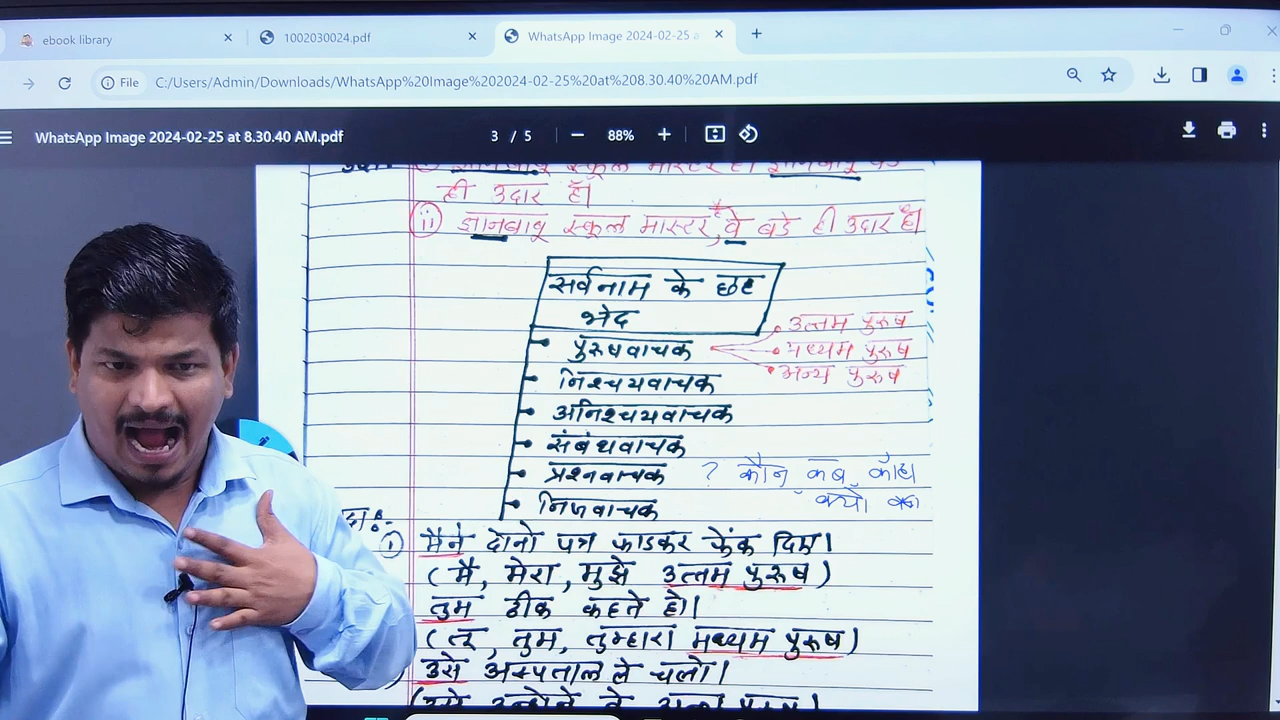 ebook library
1002030024.pdf
WhatsApp Image 2024-02-25 a
File
C:/Users/Admin/Downloads/WhatsApp%20Image%202024-02-25%20at%208.30.40%20AM.pdf
WhatsApp Image 2024-02-25 at 8.30.40 AM.pdf
3 / 5
88%
ही उदार हैं।
ii ज्ञानबाबू स्कूल मास्टर है, वे बडे ही उदार है।
सर्वनाम के छह
भेद
पुरुषवाचक
उत्तम पुरुष
मध्यम पुरुष
अन्य पुरुष
निश्चयवाचक
अनिश्चयवाचक
संबंधवाचक
प्रश्नवाचक ? कौन, कब,
निजवाचक क्यो
i मैने दोनो पत्र फाडकर फेंक दिए।
(मै, मेरा, मुझे उत्तम पुरुष)
तुम ठीक कहते हो।
(तू, तुम, तुम्हारा मध्यम पुरुष)
उसे अस्पताल ले चलो।